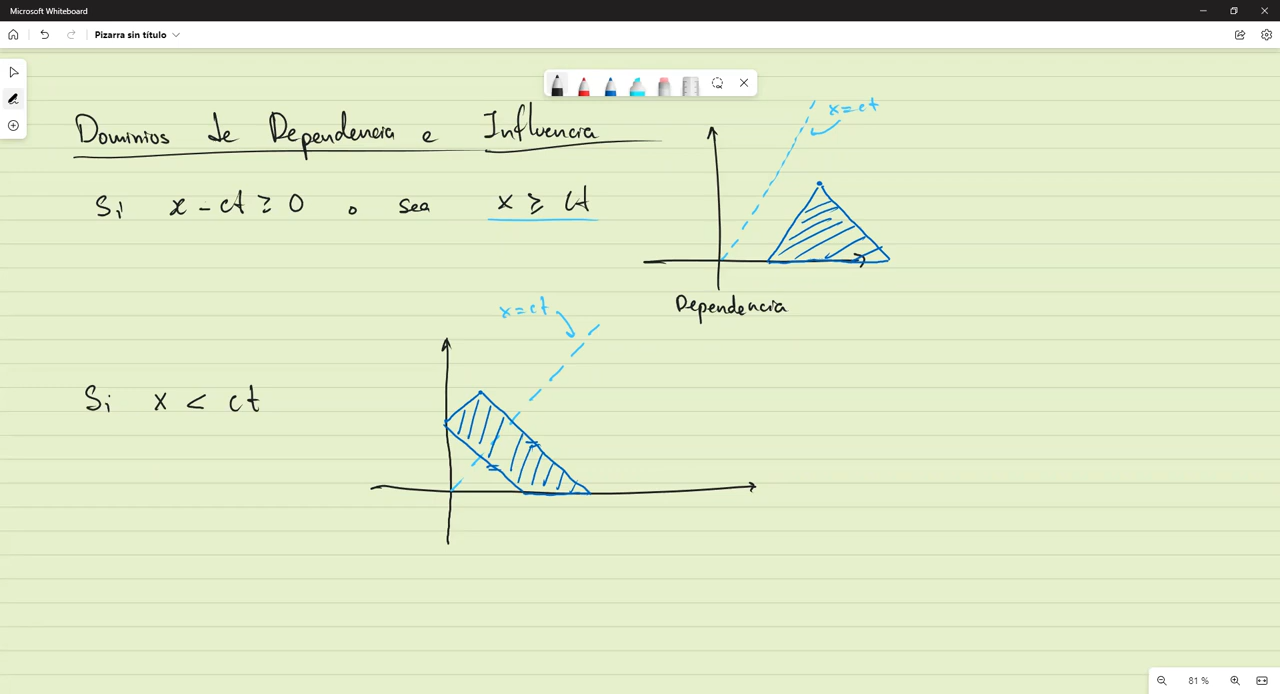 Microsoft Whiteboard
Pizarra sin título
Dominios de Dependencia e Influencia
x=ct
Si x - ct ≥ 0 o sea x ≥ ct
Dependencia
x=ct
Si x < ct
81 %